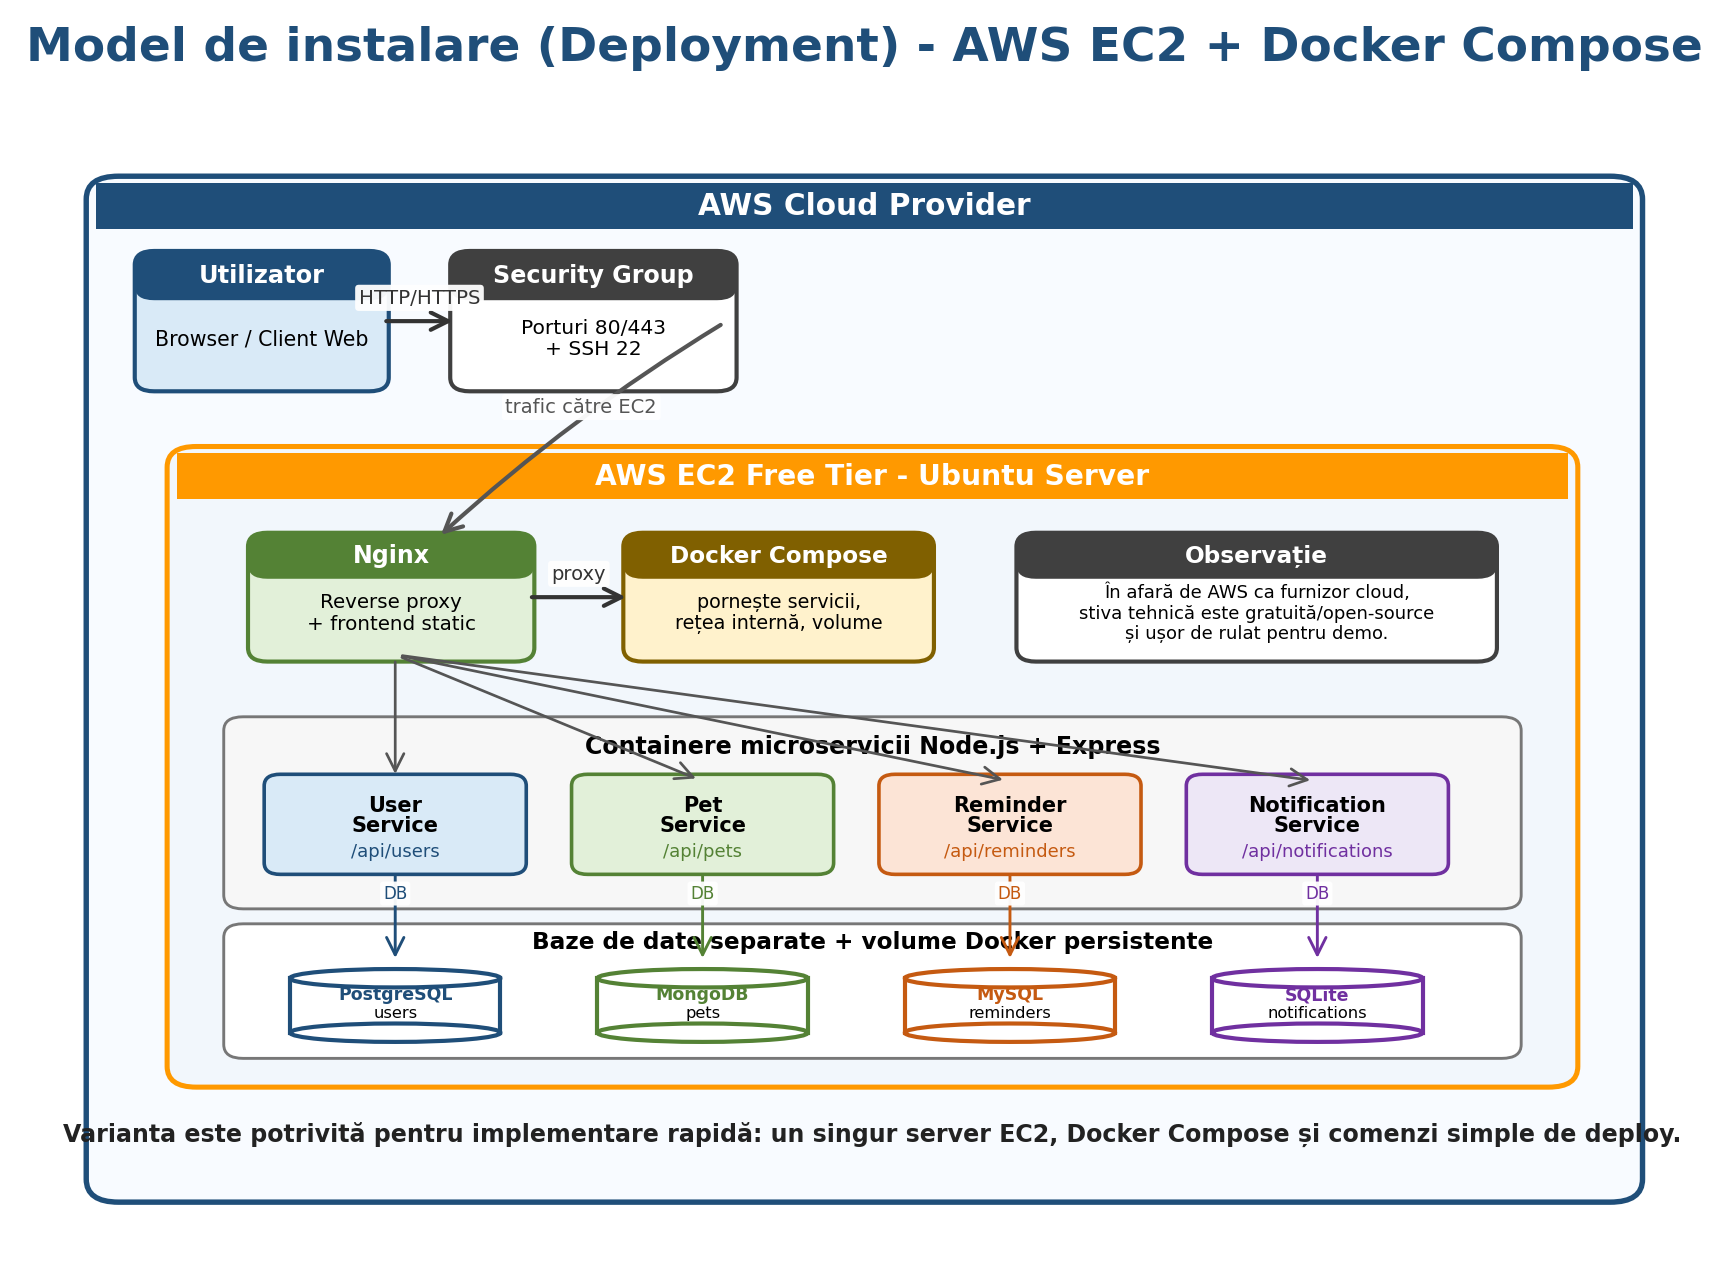 Model de instalare (Deployment) - AWS EC2 + Docker Compose
AWS Cloud Provider
Utilizator
Browser / Client Web
HTTP/HTTPS
Security Group
Porturi 80/443
+ SSH 22
trafic către EC2
AWS EC2 Free Tier - Ubuntu Server
Nginx
Reverse proxy
+ frontend static
proxy
Docker Compose
pornește servicii,
rețea internă, volume
Observație
În afară de AWS ca furnizor cloud,
stiva tehnică este gratuită/open-source
și ușor de rulat pentru demo.
Containere microservicii Node.js + Express
User
Service
/api/users
Pet
Service
/api/pets
Reminder
Service
/api/reminders
Notification
Service
/api/notifications
DB
DB
DB
DB
Baze de date separate + volume Docker persistente
PostgreSQL
users
MongoDB
pets
MySQL
reminders
SQLite
notifications
Varianta este potrivită pentru implementare rapidă: un singur server EC2, Docker Compose și comenzi simple de deploy.